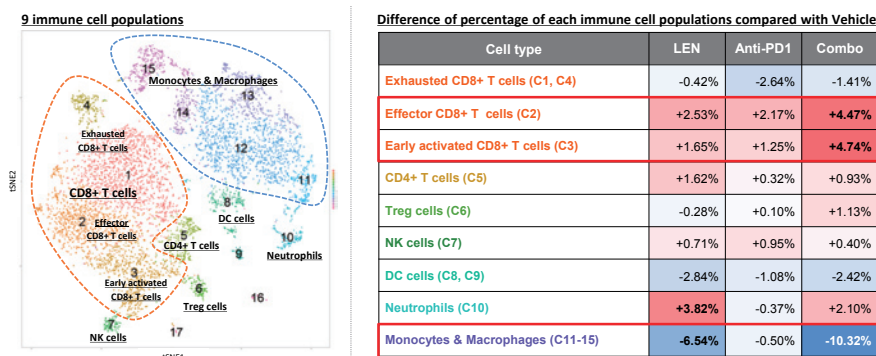 9 immune cell populations
15
Monocytes & Macrophages
13
14
4
12
Exhausted
CD8+ T cells
1
11
CD8+ T cells
8
2
Effector
CD8+ T cells
DC cells
5
10
CD4+ T cells
9
Neutrophils
3
Early activated
CD8+ T cells
6
16
Treg cells
7
17
NK cells
tSNE2
tSNE1
Difference of percentage of each immune cell populations compared with Vehicle
Cell type LEN Anti-PD1 Combo
Exhausted CD8+ T cells (C1, C4) -0.42% -2.64% -1.41%
Effector CD8+ T cells (C2) +2.53% +2.17% +4.47%
Early activated CD8+ T cells (C3) +1.65% +1.25% +4.74%
CD4+ T cells (C5) +1.62% +0.32% +0.93%
Treg cells (C6) -0.28% +0.10% +1.13%
NK cells (C7) +0.71% +0.95% +0.40%
DC cells (C8, C9) -2.84% -1.08% -2.42%
Neutrophils (C10) +3.82% -0.37% +2.10%
Monocytes & Macrophages (C11-15) -6.54% -0.50% -10.32%